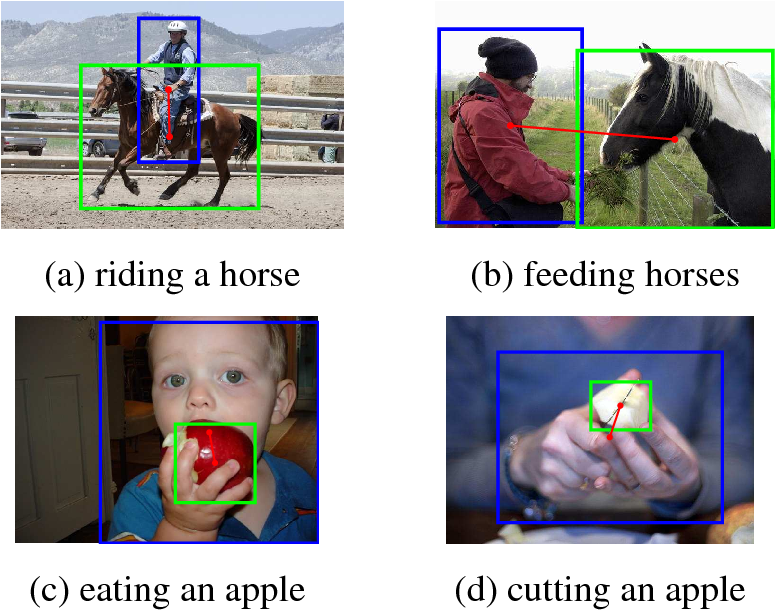 (a) riding a horse
(b) feeding horses
(c) eating an apple
(d) cutting an apple